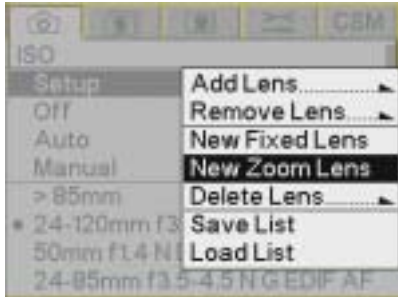 CSM
ISO
Setup
Off
Auto
Manual
> 85mm
24-120mm f3
50mm f1.4 N
24-85mm f3.5-4.5 N G EDIF AF
Add Lens
Remove Lens
New Fixed Lens
New Zoom Lens
Delete Lens
Save List
Load List